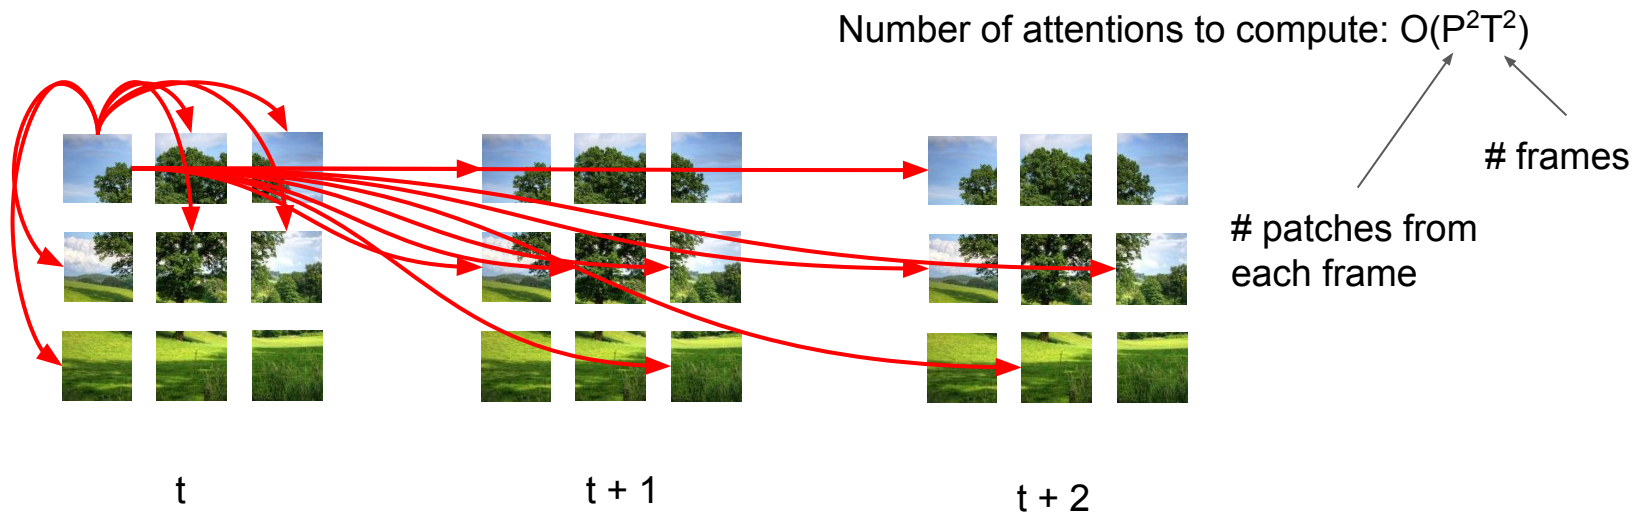 Number of attentions to compute: O(P²T²)
# frames
# patches from
each frame
t
t + 1
t + 2